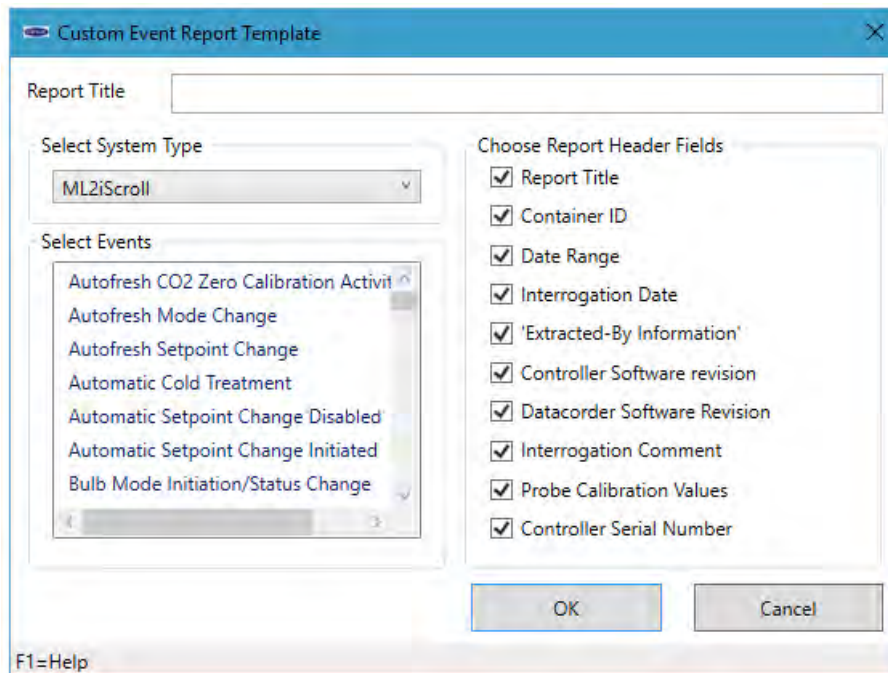 Custom Event Report Template
Report Title
Select System Type
ML2iScroll
Select Events
Autofresh CO2 Zero Calibration Activit
Autofresh Mode Change
Autofresh Setpoint Change
Automatic Cold Treatment
Automatic Setpoint Change Disabled
Automatic Setpoint Change Initiated
Bulb Mode Initiation/Status Change
Choose Report Header Fields
Report Title
Container ID
Date Range
Interrogation Date
'Extracted-By Information'
Controller Software revision
Datacorder Software Revision
Interrogation Comment
Probe Calibration Values
Controller Serial Number
OK
Cancel
F1=Help